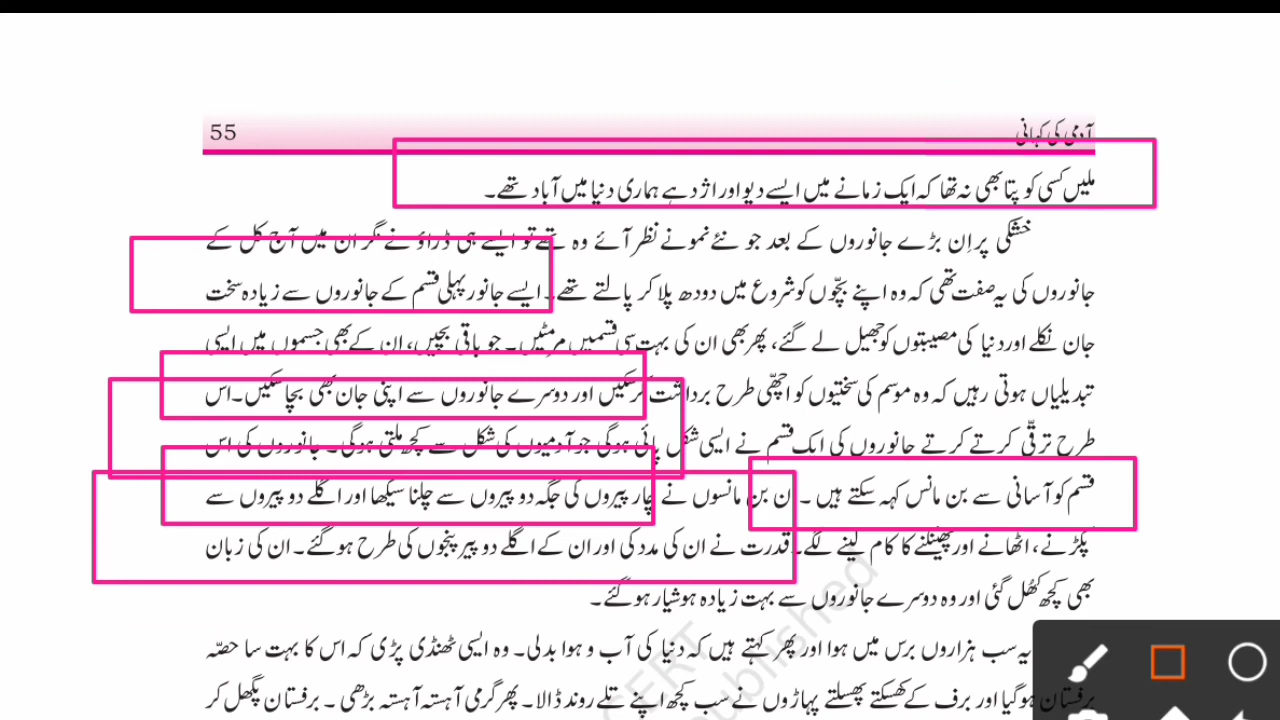 55
آدمی کی کہانی
ملیں کسی کو پتا بھی نہ تھا کہ ایک زمانے میں ایسے دیو اور اژدہے ہماری دنیا میں آباد تھے۔
خشکی پر اِن بڑے جانوروں کے بعد جو نئے نمونے نظر آئے وہ تھے تو ایسے ہی ڈراؤنے مگر ان میں آج کل کے
جانوروں کی یہ صفت تھی کہ وہ اپنے بچّوں کو شروع میں دودھ پلا کر پالتے تھے۔ ایسے جانور پہلی قسم کے جانوروں سے زیادہ سخت
جان نکلے اور دنیا کی مصیبتوں کو جھیل لے گئے، پھر بھی ان کی بہت سی قسمیں مر مٹیں۔ جو باقی بچیں، ان کے بھی جسموں میں ایسی
تبدیلیاں ہوتی رہیں کہ وہ موسم کی سختیوں کو اچھّی طرح برداشت کر سکیں اور دوسرے جانوروں سے اپنی جان بھی بچا سکیں۔ اس
طرح ترقّی کرتے کرتے جانوروں کی ایک قسم نے ایسی شکل پائی ہوگی جو آدمیوں کی شکل سے کچھ ملتی ہوگی۔ جانوروں کی اس
قسم کو آسانی سے بن مانس کہہ سکتے ہیں۔ ان بن مانسوں نے چار پیروں کی جگہ دو پیروں سے چلنا سیکھا اور اگلے دو پیروں سے
پکڑنے، اٹھانے اور پھینکنے کا کام لینے لگے۔ قدرت نے ان کی مدد کی اور ان کے اگلے دو پیر پنجوں کی طرح ہوگئے۔ ان کی زبان
بھی کچھ کھُل گئی اور وہ دوسرے جانوروں سے بہت زیادہ ہوشیار ہوگئے۔
یہ سب ہزاروں برس میں ہوا اور پھر کہتے ہیں کہ دنیا کی آب و ہوا بدلی۔ وہ ایسی ٹھنڈی پڑی کہ اس کا بہت سا حصّہ
برفستان ہوگیا اور برف کے کھسکتے پھسلتے پہاڑوں نے سب کچھ اپنے تلے روند ڈالا۔ پھر گرمی آہستہ آہستہ بڑھی۔ برفستان پگھل کر
NCERT
published